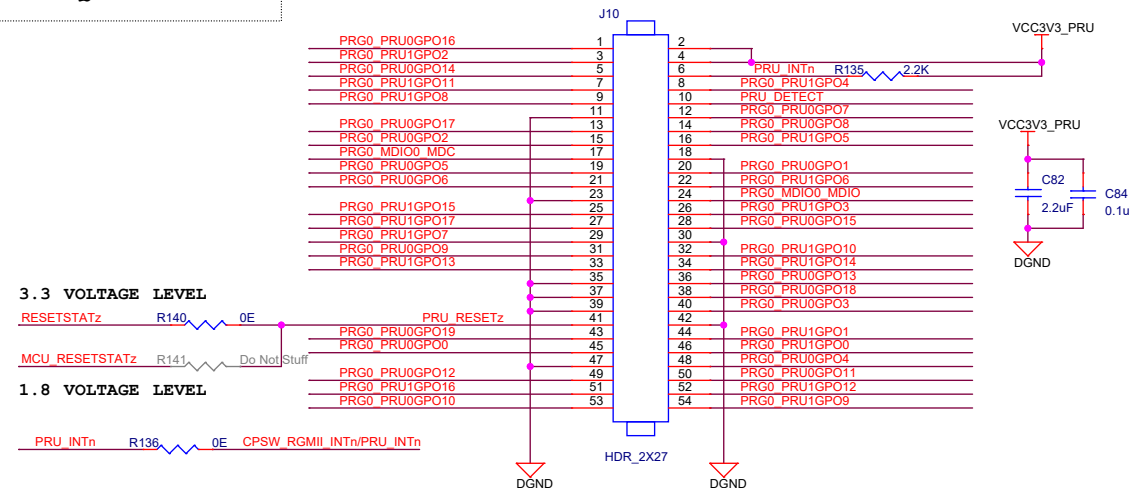 J10
VCC3V3_PRU
PRG0_PRU0GPO16 1 2
PRG0_PRU1GPO2 3 4
PRG0_PRU0GPO14 5 6 PRU_INTn R135 2.2K
PRG0_PRU1GPO11 7 8 PRG0_PRU1GPO4
PRG0_PRU1GPO8 9 10 PRU_DETECT
11 12 PRG0_PRU0GPO7
PRG0_PRU0GPO17 13 14 PRG0_PRU0GPO8
PRG0_PRU0GPO2 15 16 PRG0_PRU1GPO5
PRG0_MDIO0_MDC 17 18
PRG0_PRU0GPO5 19 20 PRG0_PRU0GPO1
PRG0_PRU0GPO6 21 22 PRG0_PRU1GPO6
23 24 PRG0_MDIO0_MDIO
PRG0_PRU1GPO15 25 26 PRG0_PRU1GPO3
PRG0_PRU1GPO17 27 28 PRG0_PRU0GPO15
PRG0_PRU1GPO7 29 30
PRG0_PRU0GPO9 31 32 PRG0_PRU1GPO10
PRG0_PRU1GPO13 33 34 PRG0_PRU1GPO14
35 36 PRG0_PRU0GPO13
37 38 PRG0_PRU0GPO18
39 40 PRG0_PRU0GPO3
PRU_RESETz 41 42
PRG0_PRU0GPO19 43 44 PRG0_PRU1GPO1
PRG0_PRU0GPO0 45 46 PRG0_PRU1GPO0
47 48 PRG0_PRU0GPO4
PRG0_PRU0GPO12 49 50 PRG0_PRU0GPO11
PRG0_PRU1GPO16 51 52 PRG0_PRU1GPO12
PRG0_PRU0GPO10 53 54 PRG0_PRU1GPO9
HDR_2X27
DGND
DGND
VCC3V3_PRU
C82
2.2uF
C84
0.1u
DGND
3.3 VOLTAGE LEVEL
RESETSTATz R140 0E
MCU_RESETSTATz R141 Do Not Stuff
1.8 VOLTAGE LEVEL
PRU_INTn R136 0E CPSW_RGMII_INTn/PRU_INTn